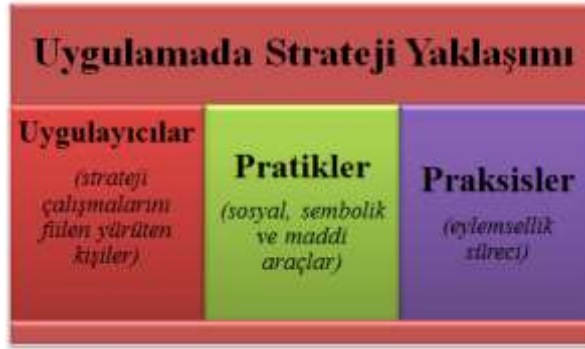 Uygulamada Strateji Yaklaşımı
Uygulayıcılar
(strateji
çalışmalarını
fiilen yürüten
kişiler)
Pratikler
(sosyal, sembolik
ve maddi
araçlar)
Praksisler
(eylemsellik
süreci)